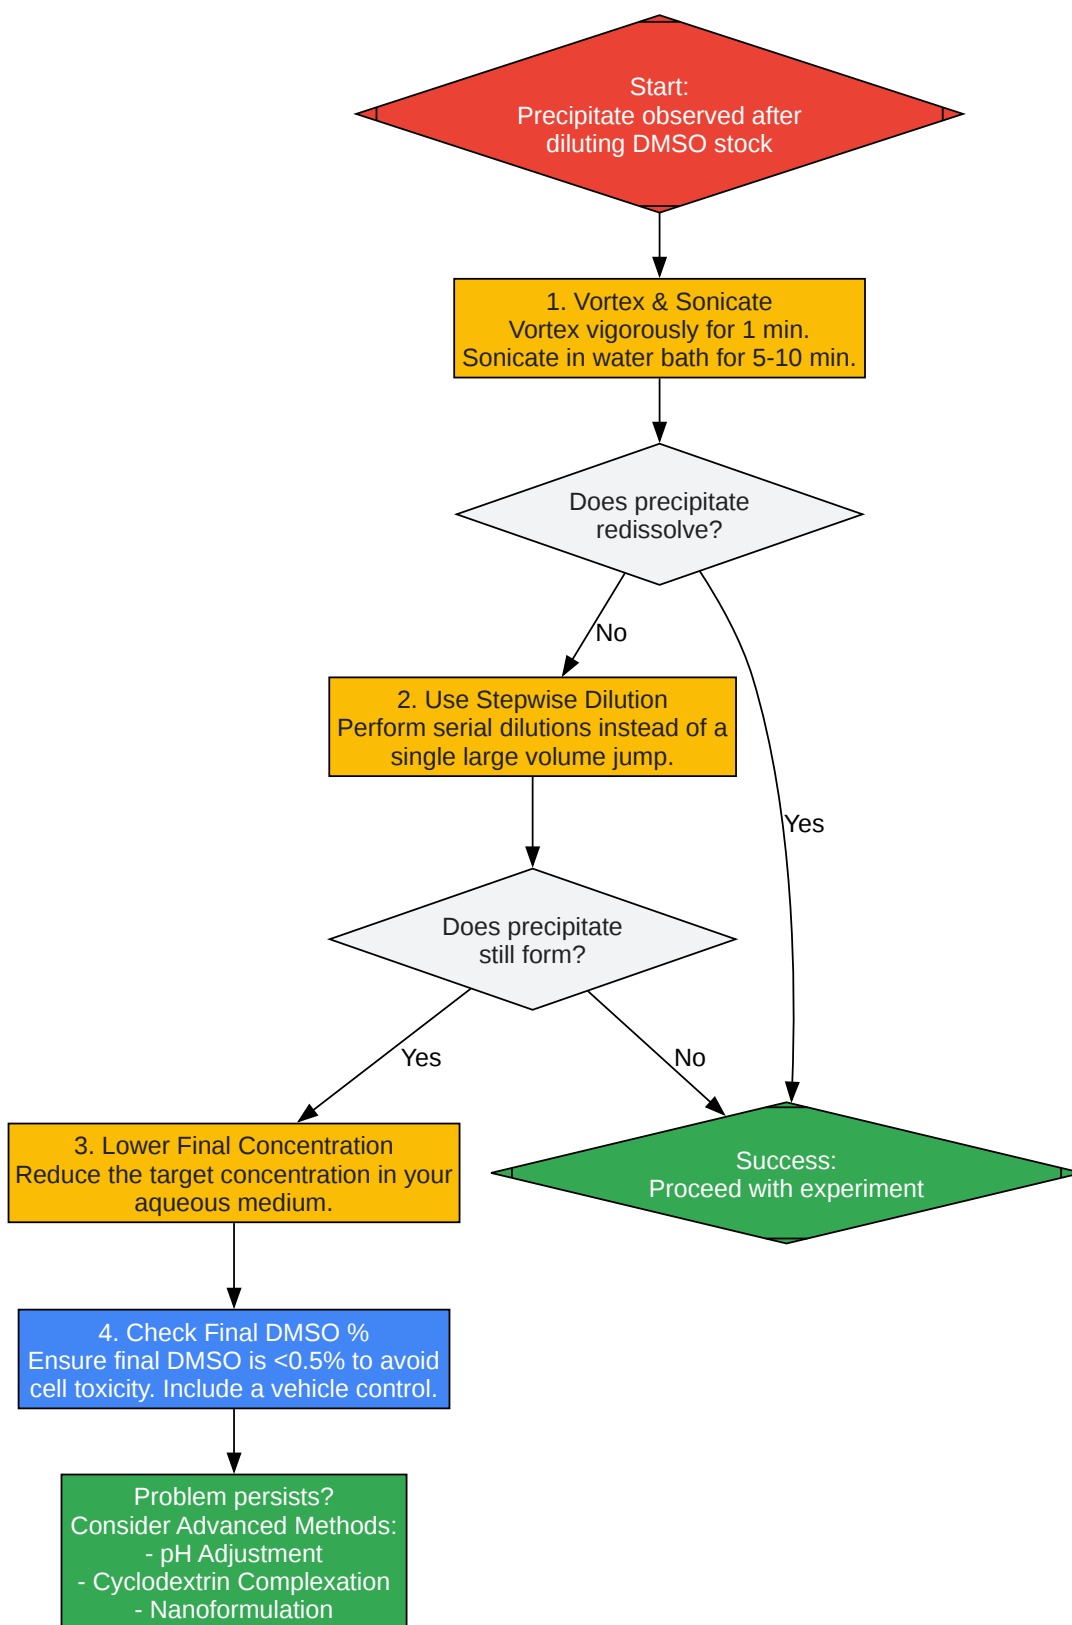 Start:
Precipitate observed after
diluting DMSO stock
1. Vortex & Sonicate
Vortex vigorously for 1 min.
Sonicate in water bath for 5-10 min.
Does precipitate
redissolve?
No
2. Use Stepwise Dilution
Perform serial dilutions instead of a
single large volume jump.
Yes
Does precipitate
still form?
Yes
No
3. Lower Final Concentration
Reduce the target concentration in your
aqueous medium.
Success:
Proceed with experiment
4. Check Final DMSO %
Ensure final DMSO is <0.5% to avoid
cell toxicity. Include a vehicle control.
Problem persists?
Consider Advanced Methods:
- pH Adjustment
- Cyclodextrin Complexation
- Nanoformulation